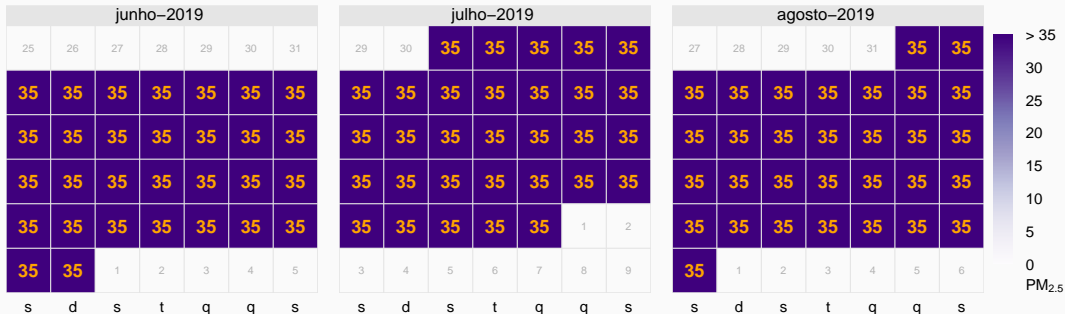 junho−2019 julho−2019 agosto−2019
25 26 27 28 29 30 31 29 30 35 35 35 35 35 27 28 29 30 31 35 35
35 35 35 35 35 35 35 35 35 35 35 35 35 35 35 35 35 35 35 35 35
35 35 35 35 35 35 35 35 35 35 35 35 35 35 35 35 35 35 35 35 35
35 35 35 35 35 35 35 35 35 35 35 35 35 35 35 35 35 35 35 35 35
35 35 35 35 35 35 35 35 35 35 35 35 1 2 35 35 35 35 35 35 35
35 35 1 2 3 4 5 3 4 5 6 7 8 9 35 1 2 3 4 5 6
s d s t q q s s d s t q q s s d s t q q s
> 35
30
25
20
15
10
5
0
PM2.5